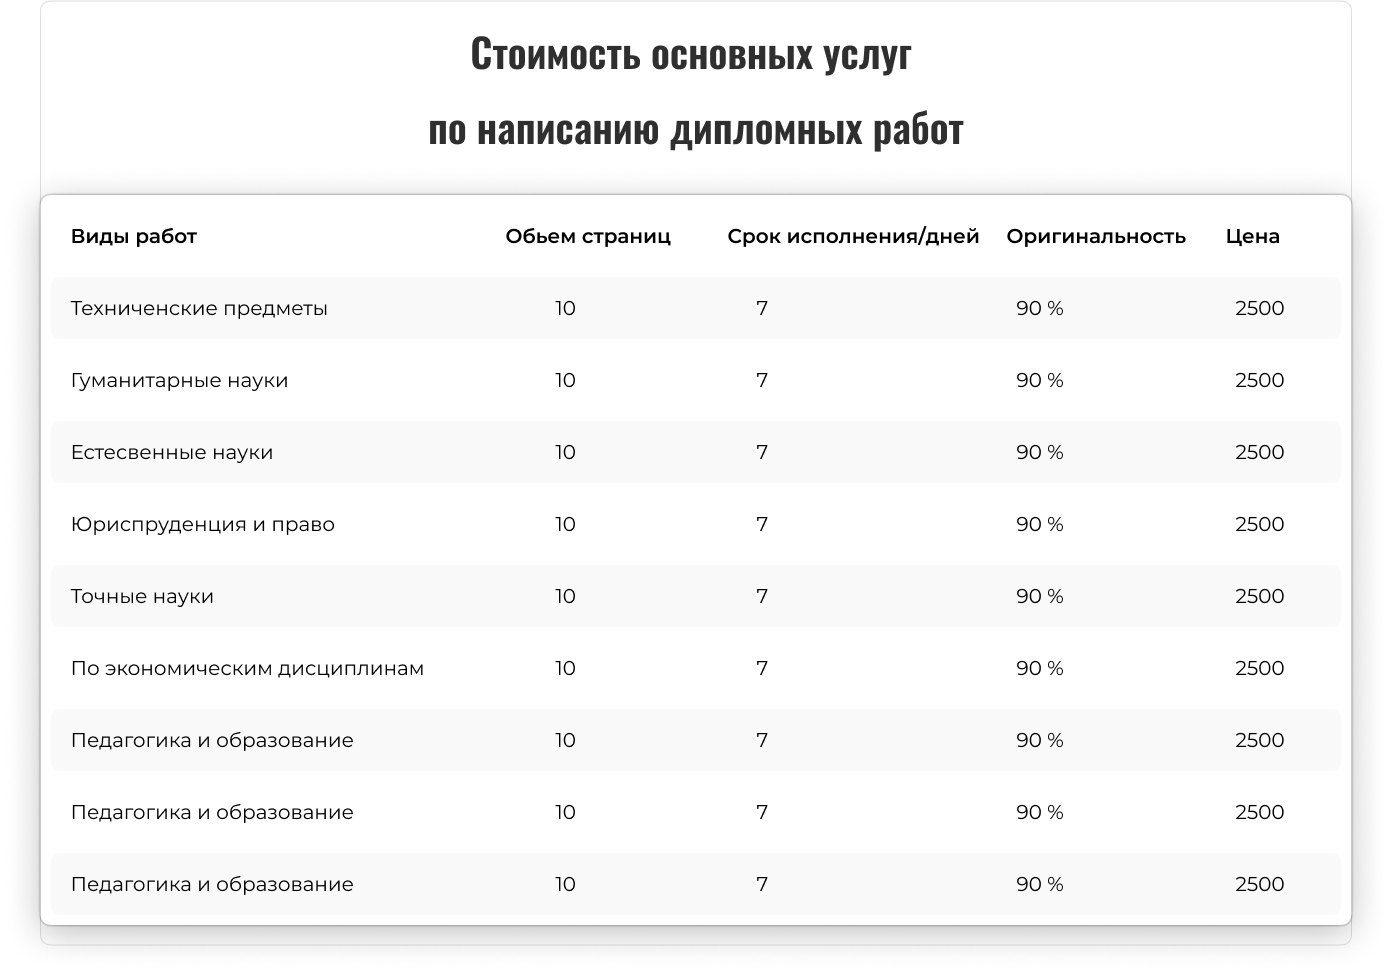 Стоимость основных услуг
по написанию дипломных работ
Виды работ Обьем страниц Срок исполнения/дней Оригинальность Цена
Техниченские предметы 10 7 90 % 2500
Гуманитарные науки 10 7 90 % 2500
Естесвенные науки 10 7 90 % 2500
Юриспруденция и право 10 7 90 % 2500
Точные науки 10 7 90 % 2500
По экономическим дисциплинам 10 7 90 % 2500
Педагогика и образование 10 7 90 % 2500
Педагогика и образование 10 7 90 % 2500
Педагогика и образование 10 7 90 % 2500